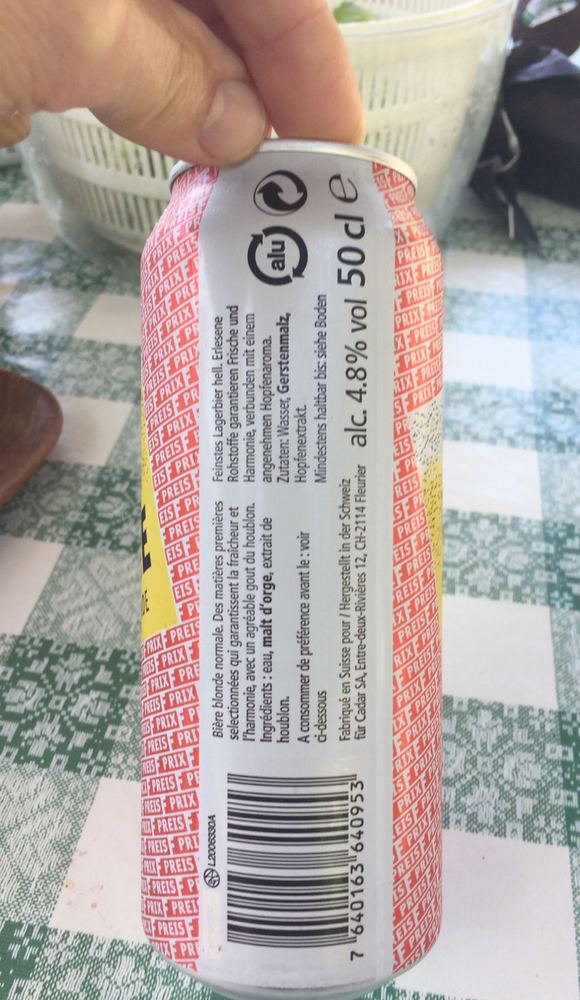 Bière blonde normale. Des matières premières
selectionnées qui garantissent la fraîcheur et
l'harmonie, avec un agréable gout du houblon.
Ingrédients : eau, malt d'orge, extrait de
houblon.
A consommer de préférence avant le : voir
ci-dessous
Feinstes Lagerbier hell. Erlesene
Rohstoffe garantieren Frische und
Harmonie, verbunden mit einem
angenehmen Hopfenaroma.
Zutaten: Wasser, Gerstenmalz,
Hopfenextrakt.
Mindestens haltbar bis: siehe Boden
Fabriqué en Suisse pour / Hergestellt in der Schweiz
für Cadar SA, Entre-deux-Rivières 12, CH-2114 Fleurier
alc. 4.8% vol 50 cl e
alu
7 640163 640953
PRIX PREIS